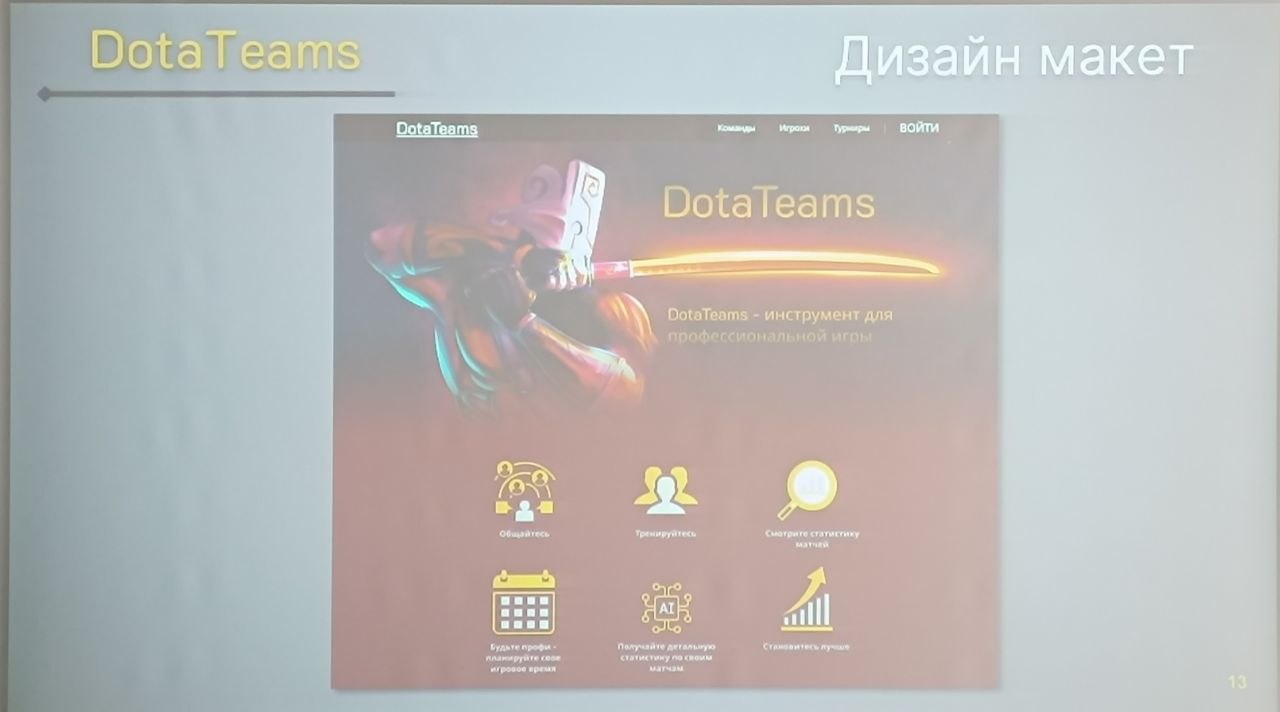 DotaTeams
Дизайн макет
DotaTeams
Команды
Игроки
Турниры
ВОЙТИ
DotaTeams
DotaTeams - инструмент для
профессиональной игры
Общайтесь
Тренируйтесь
Смотрите статистику
матчей
Будьте профи -
планируйте свое
игровое время
AI
Получайте детальную
статистику по своим
матчам
Становитесь лучше
13